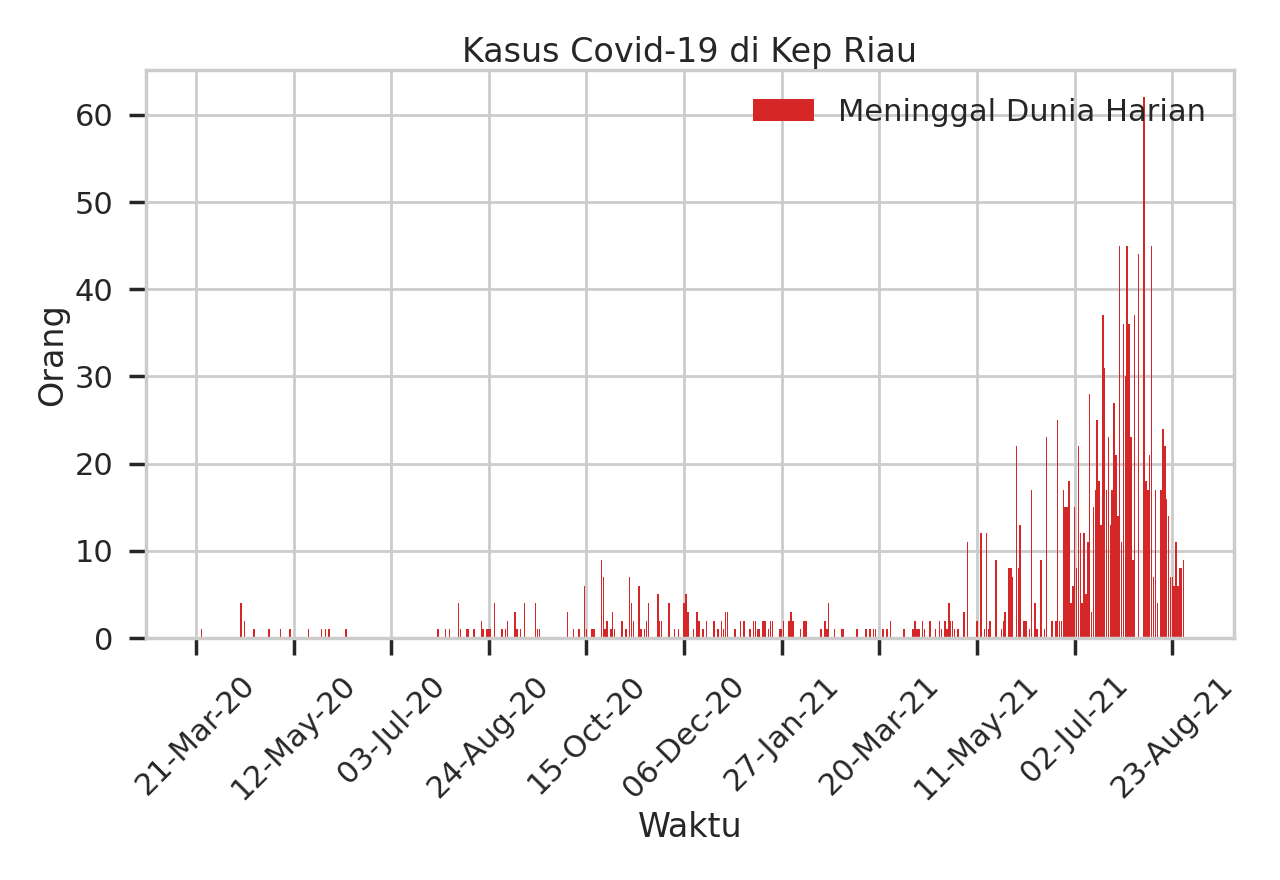 Kasus Covid-19 di Kep Riau
Meninggal Dunia Harian
60
50
40
30
20
10
0
Orang
21-Mar-20
12-May-20
03-Jul-20
24-Aug-20
15-Oct-20
06-Dec-20
27-Jan-21
20-Mar-21
11-May-21
02-Jul-21
23-Aug-21
Waktu